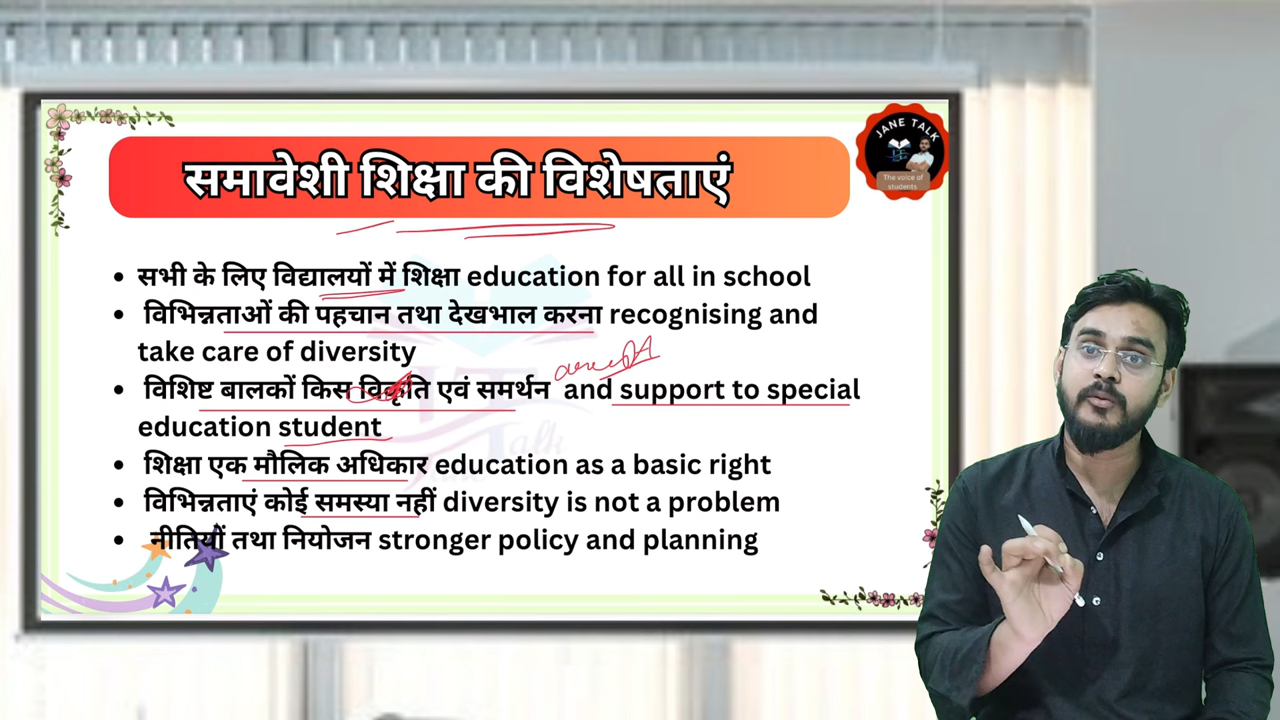 JANE TALK
The voice of
students
समावेशी शिक्षा की विशेषताएं
सभी के लिए विद्यालयों में शिक्षा education for all in school
विभिन्नताओं की पहचान तथा देखभाल करना recognising and
take care of diversity
विशिष्ट बालकों किस विकृति एवं समर्थन and support to special
education student
शिक्षा एक मौलिक अधिकार education as a basic right
विभिन्नताएं कोई समस्या नहीं diversity is not a problem
नीतियों तथा नियोजन stronger policy and planning